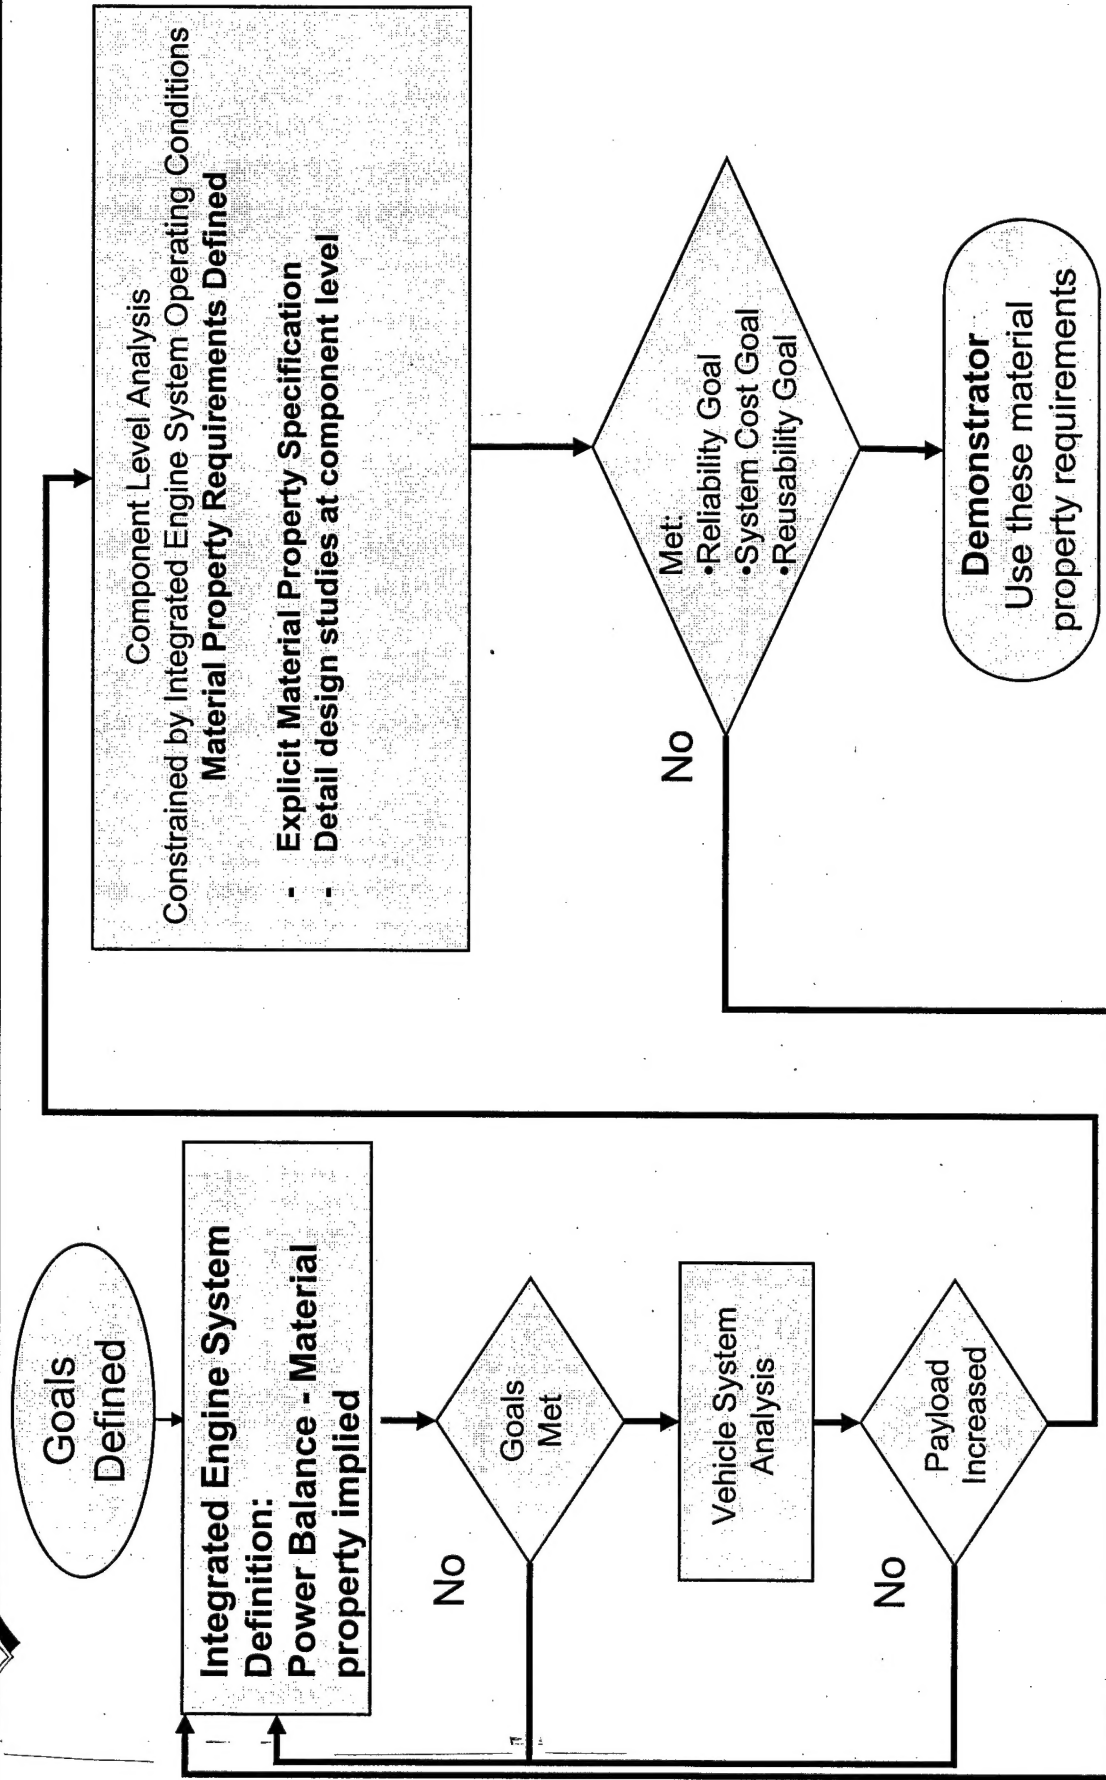 Goals
Defined
Integrated Engine System
Definition:
Power Balance - Material
property implied
Goals
Met
No
Vehicle System
Analysis
Payload
Increased
No
Component Level Analysis
Constrained by Integrated Engine System Operating Conditions
Material Property Requirements Defined
- Explicit Material Property Specification
- Detail design studies at component level
Met:
•Reliability Goal
•System Cost Goal
•Reusability Goal
No
Demonstrator
Use these material
property requirements